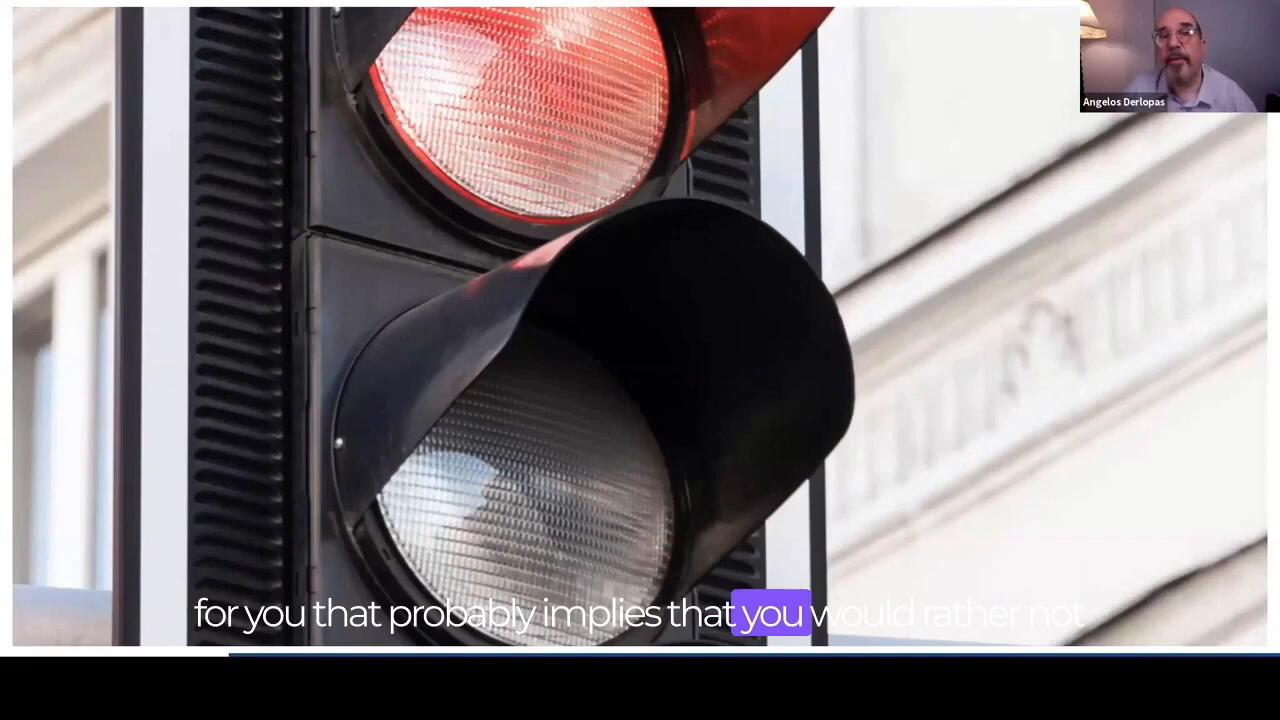 Angelos Derlopas
for you that probably implies that you would rather not